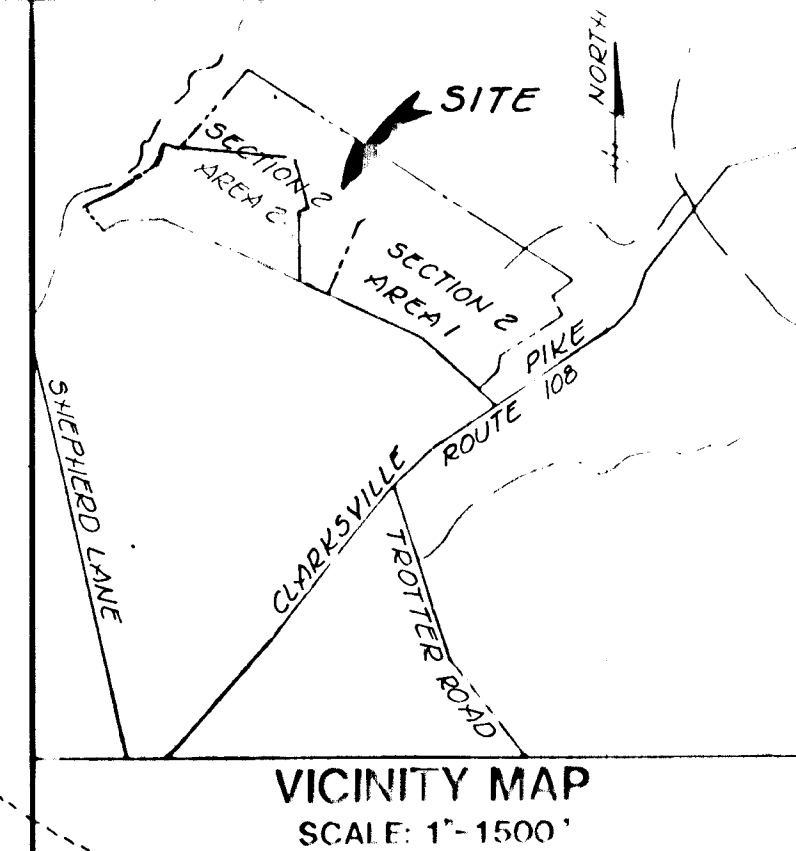 NORTH
SITE
SECTION 2
AREA 2
SECTION 2
AREA 1
PIKE
ROUTE 108
CLARKSVILLE
SHEPHERD LANE
TROTTER ROAD
VICINITY MAP
SCALE: 1"-1500'